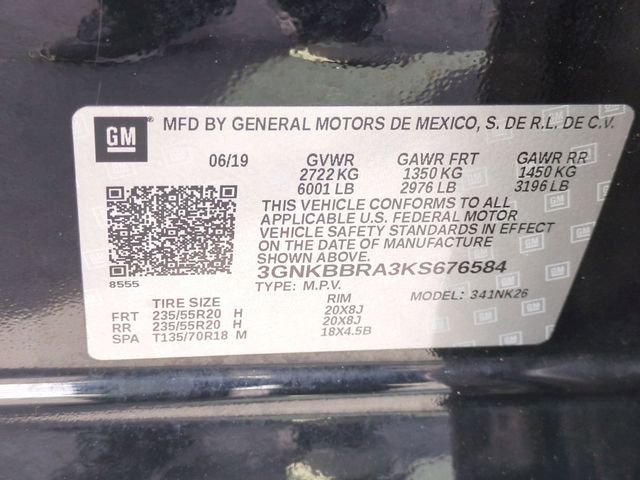 GM MFD BY GENERAL MOTORS DE MEXICO, S. DE R.L. DE C.V.
06/19 GVWR GAWR FRT GAWR RR
2722 KG 1350 KG 1450 KG
6001 LB 2976 LB 3196 LB
THIS VEHICLE CONFORMS TO ALL
APPLICABLE U.S. FEDERAL MOTOR
VEHICLE SAFETY STANDARDS IN EFFECT
ON THE DATE OF MANUFACTURE
SHOWN ABOVE.
3GNKBBRA3KS676584
8555 TYPE: M.P.V. MODEL: 341NK26
TIRE SIZE RIM
FRT 235/55R20 H 20X8J
RR 235/55R20 H 20X8J
SPA T135/70R18 M 18X4.5B